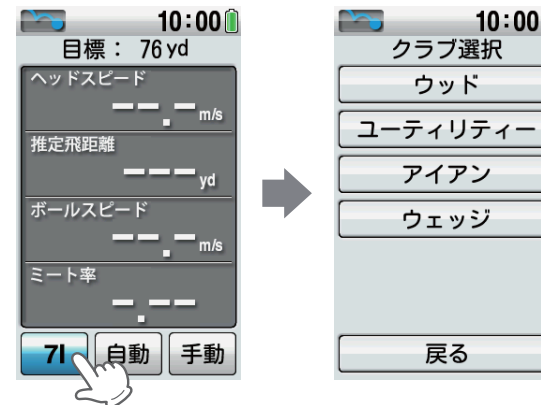 10:00
目標： 76 yd
ヘッドスピード
--.- m/s
推定飛距離
--- yd
ボールスピード
--.- m/s
ミート率
-.--
7I 自動 手動
10:00
クラブ選択
ウッド
ユーティリティー
アイアン
ウェッジ
戻る